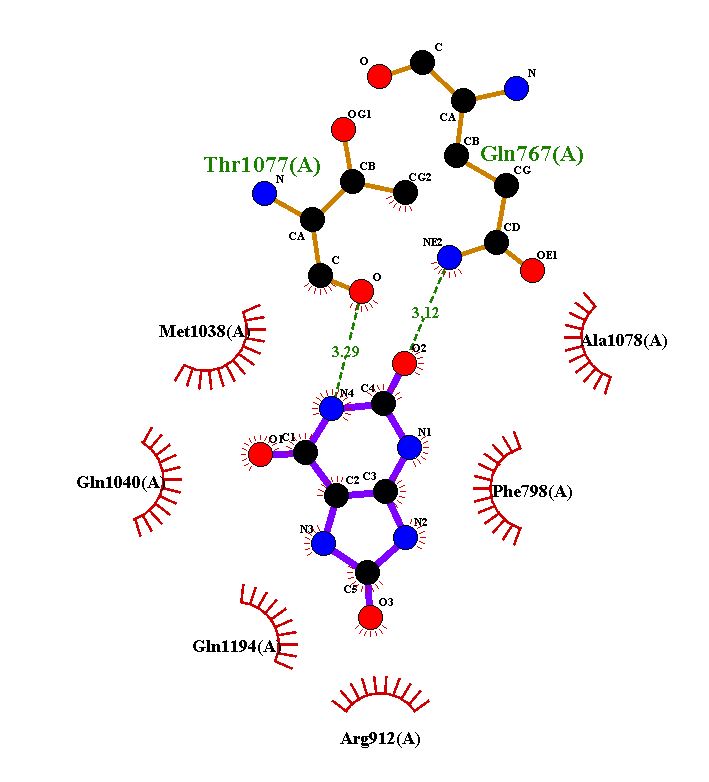 C
O
N
CA
OG1
CB
Gln767(A)
Thr1077(A)
CB
N
CG2
CG
CA
CD
NE2
C
O
OE1
3.12
Met1038(A)
Ala1078(A)
3.29
O2
C4
N4
N1
O1
C1
C2
C3
Gln1040(A)
Phe798(A)
N3
N2
C5
O3
Gln1194(A)
Arg912(A)